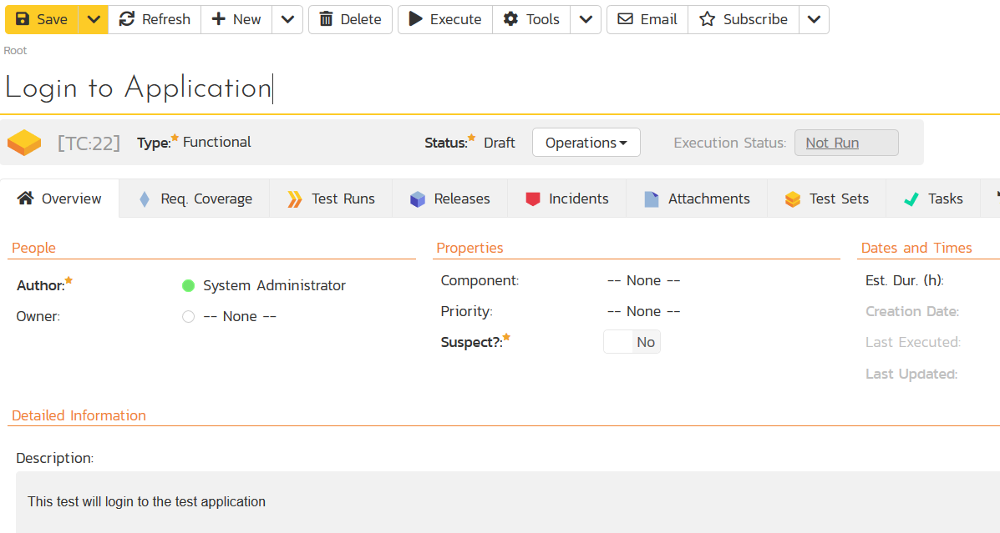 Save Refresh New Delete Execute Tools Email Subscribe
Root
Login to Application
[TC:22] Type: Functional Status: Draft Operations Execution Status: Not Run
Overview Req. Coverage Test Runs Releases Incidents Attachments Test Sets Tasks
People Properties Dates and Times
Author: System Administrator Component: -- None -- Est. Dur. (h):
Owner: -- None -- Priority: -- None -- Creation Date:
Suspect?: No Last Executed:
Last Updated:
Detailed Information
Description:
This test will login to the test application